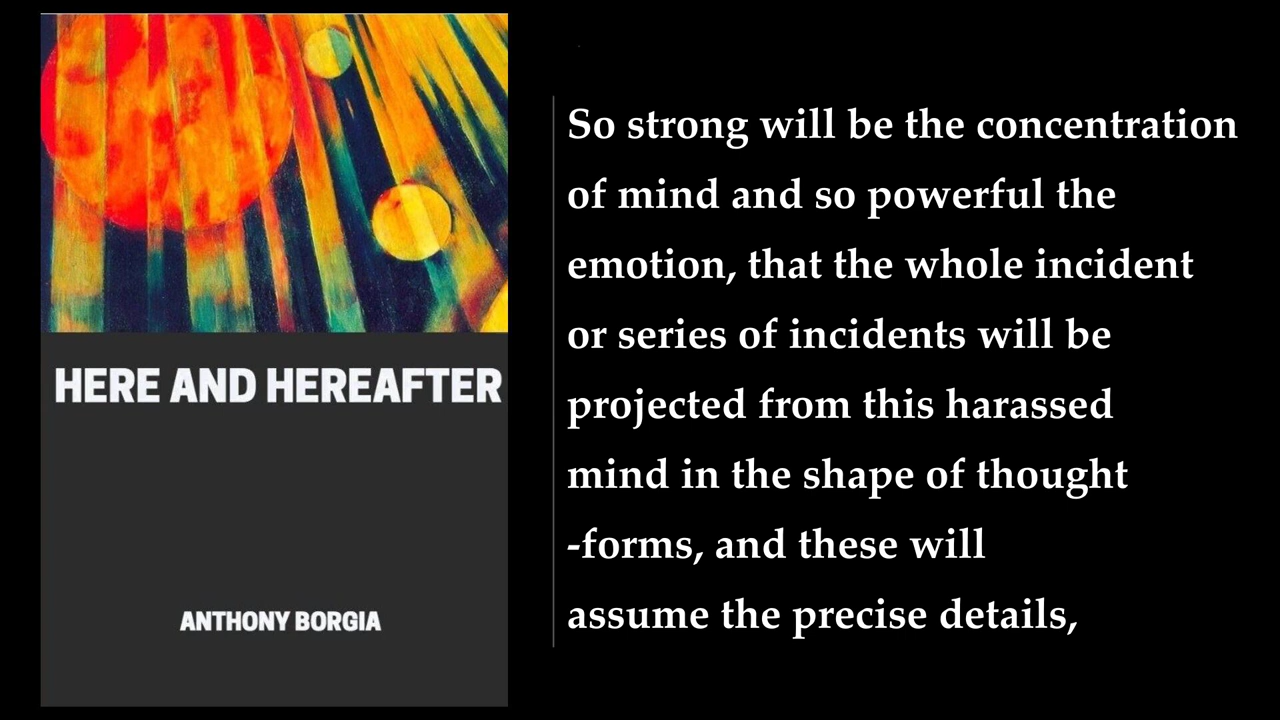 HERE AND HEREAFTER
ANTHONY BORGIA
So strong will be the concentration
of mind and so powerful the
emotion, that the whole incident
or series of incidents will be
projected from this harassed
mind in the shape of thought
-forms, and these will
assume the precise details,